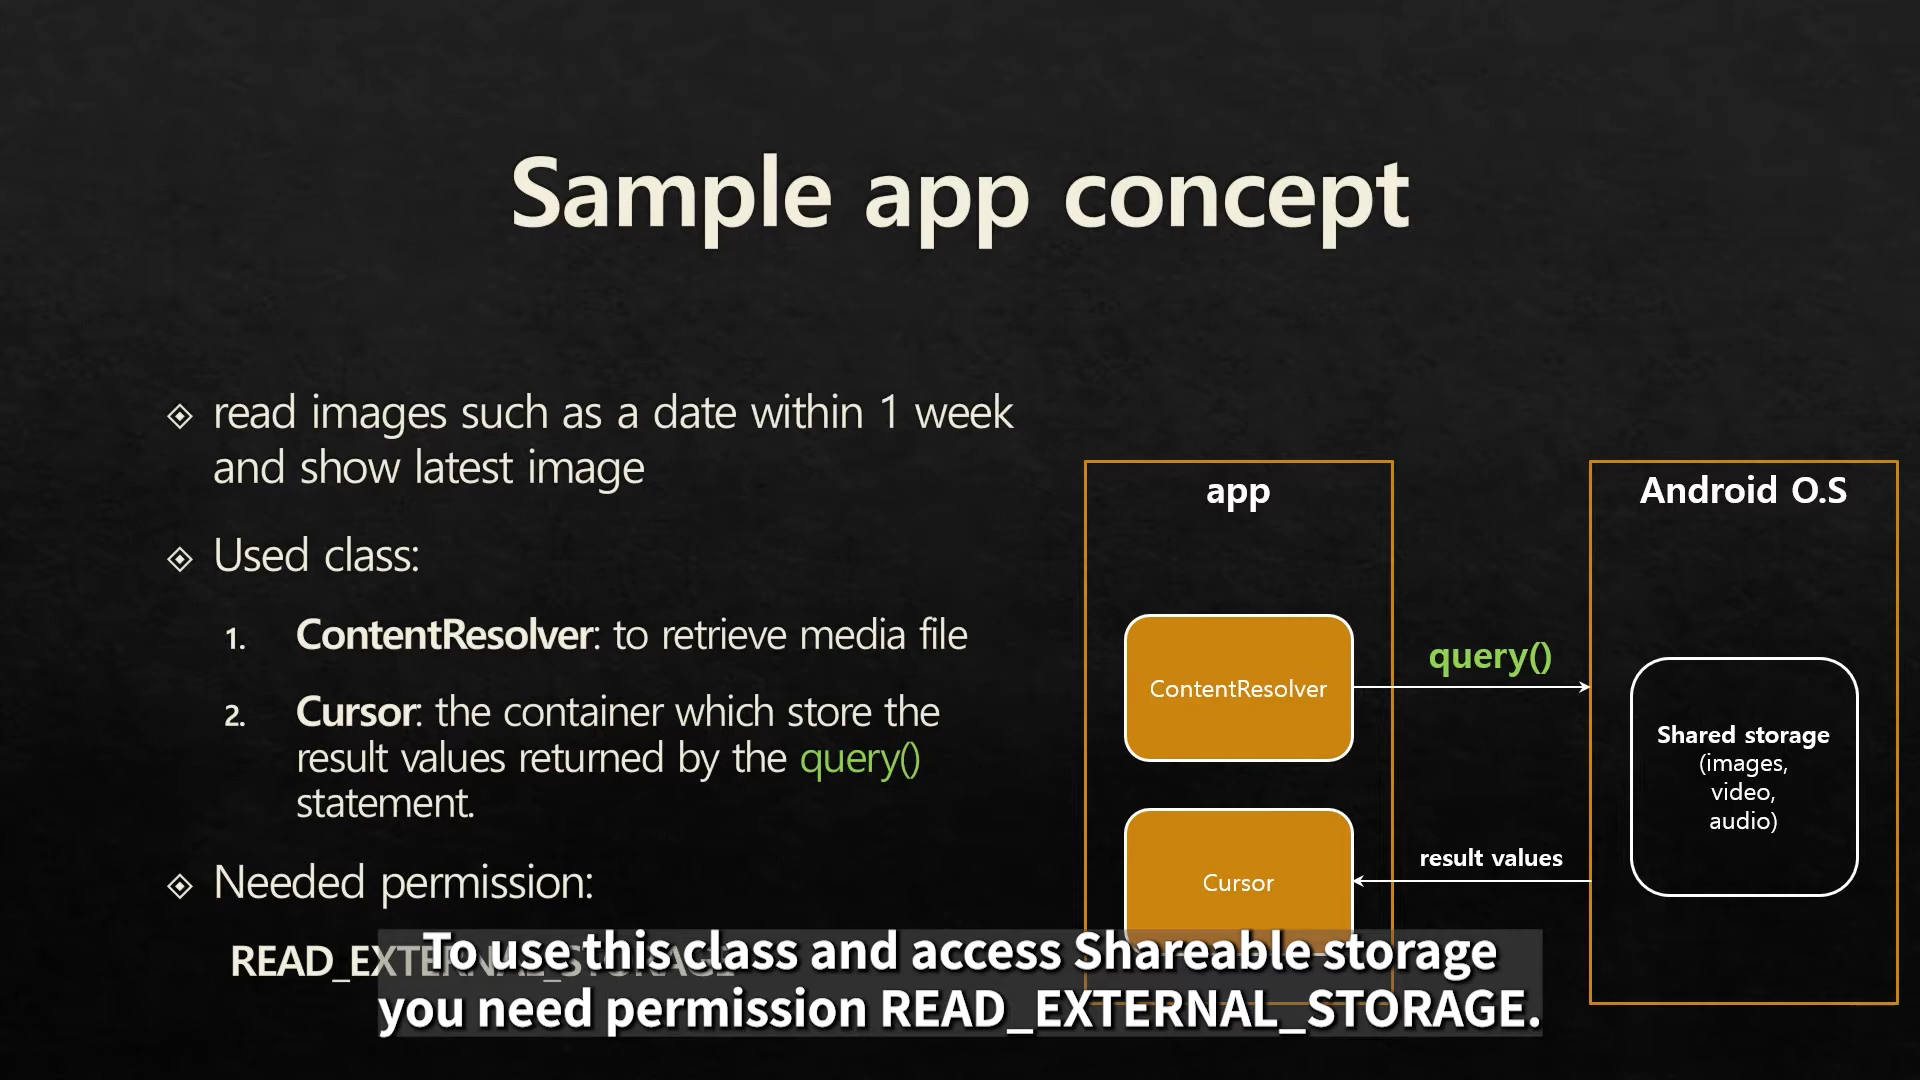 Sample app concept
read images such as a date within 1 week
and show latest image
Used class:
1. ContentResolver: to retrieve media file
2. Cursor: the container which store the
result values returned by the query()
statement.
Needed permission:
READ_EXTERNAL_STORAGE
app
ContentResolver
Cursor
query()
result values
Android O.S
Shared storage
(images,
video,
audio)
To use this class and access Shareable storage
you need permission READ_EXTERNAL_STORAGE.